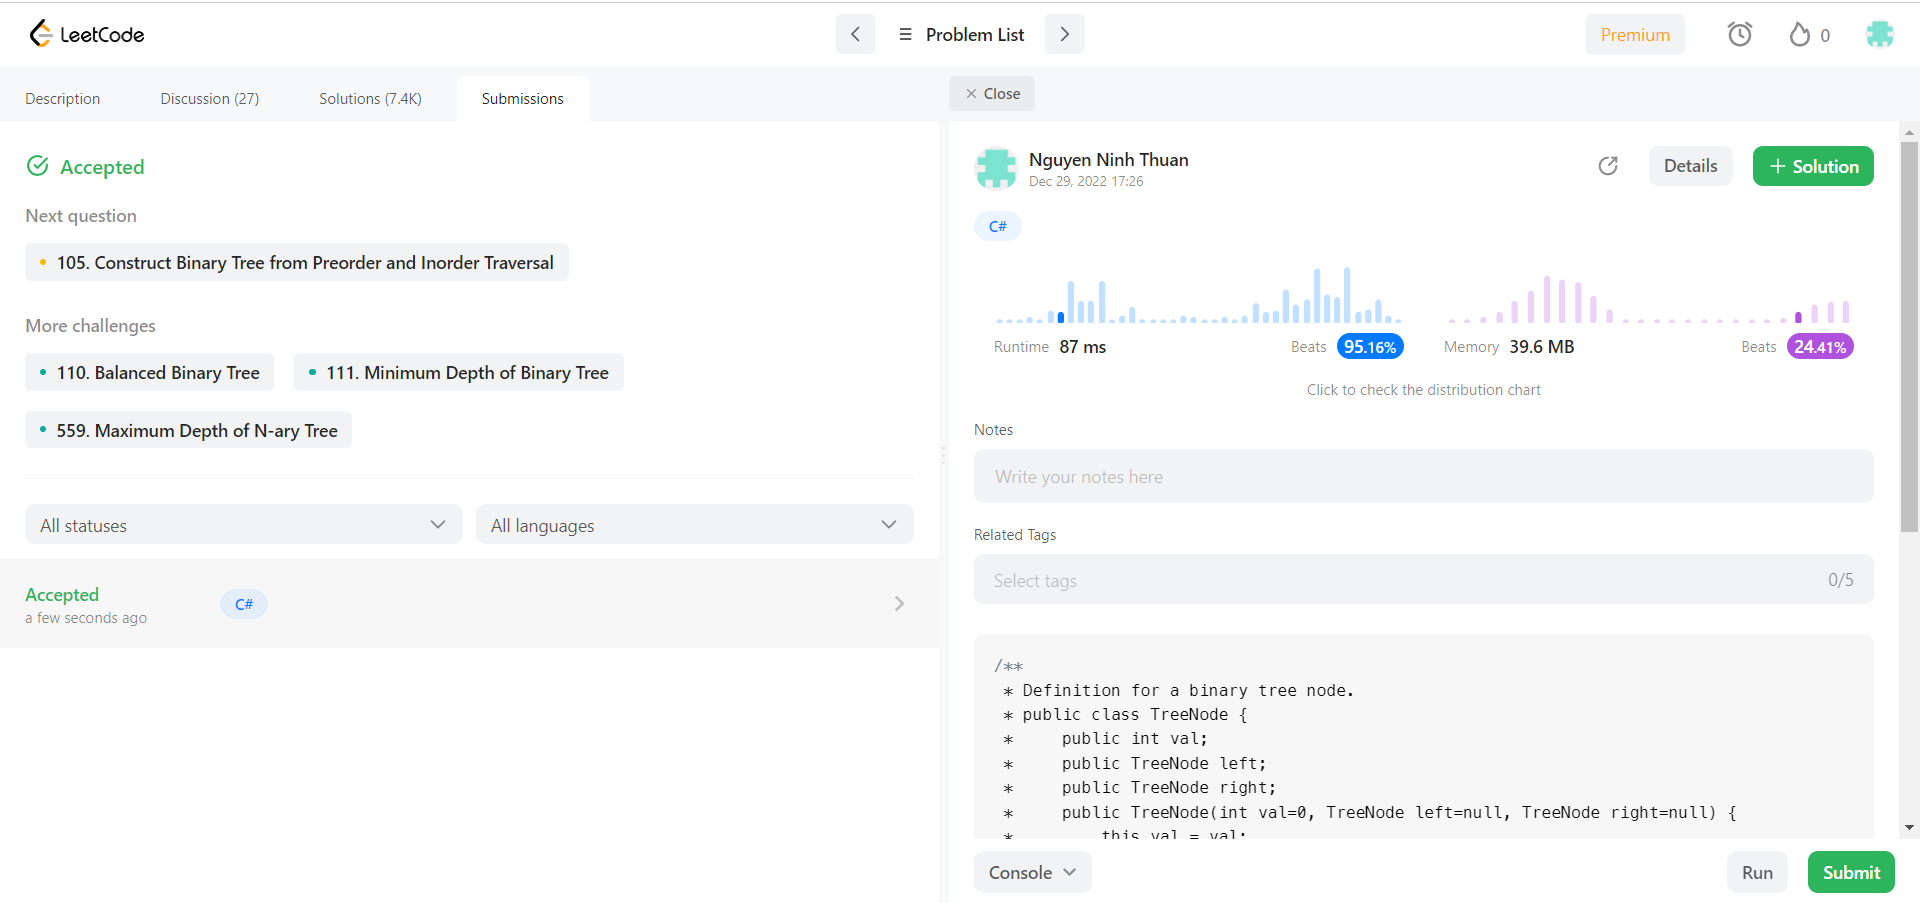 LeetCode
Problem List
Premium
0
Description
Discussion (27)
Solutions (7.4K)
Submissions
Close
Accepted
Next question
105. Construct Binary Tree from Preorder and Inorder Traversal
More challenges
110. Balanced Binary Tree
111. Minimum Depth of Binary Tree
559. Maximum Depth of N-ary Tree
All statuses
All languages
Accepted
a few seconds ago
C#
Nguyen Ninh Thuan
Dec 29, 2022 17:26
Details
+ Solution
C#
Runtime 87 ms
Beats 95.16%
Memory 39.6 MB
Beats 24.41%
Click to check the distribution chart
Notes
Write your notes here
Related Tags
Select tags
0/5
/**
 * Definition for a binary tree node.
 * public class TreeNode {
 *     public int val;
 *     public TreeNode left;
 *     public TreeNode right;
 *     public TreeNode(int val=0, TreeNode left=null, TreeNode right=null) {
 *         this.val = val;
Console
Run
Submit